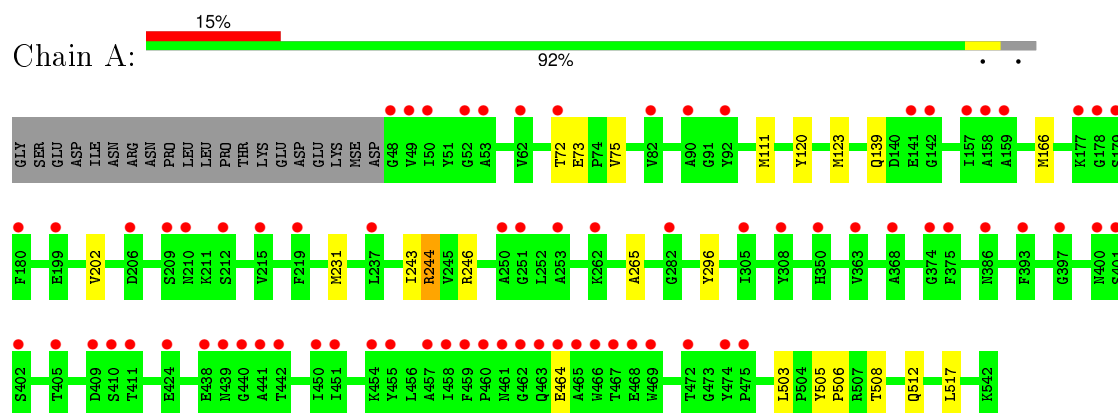 15%
Chain A:
92%
GLY SER GLU ASP ILE ASN ARG ASN PRO LEU LEU PRO THR LYS GLU ASP GLU LYS MSE ASP G48 V49 I50 Y51 G52 A53 V62 T72 E73 P74 V75 V82 A90 G91 Y92 M111 Y120 M123 Q139 D140 E141 G142 I157 A158 A159 M166 K177 G178 S179
F180 E199 V202 D206 S209 N210 K211 S212 V215 F219 M231 L237 I243 R244 V245 R246 A250 G251 L252 A253 K262 A265 G282 Y296 I305 Y308 H350 V363 A368 G374 F375 N386 F393 G397 N400 S401
S402 T405 D409 S410 T411 E424 E438 N439 G440 A441 T442 I450 I451 K454 Y455 L456 A457 I458 F459 P460 N461 G462 Q463 E464 A465 W466 T467 E468 W469 T472 G473 Y474 P475 L503 P504 Y505 P506 R507 T508 Q512 L517 K542